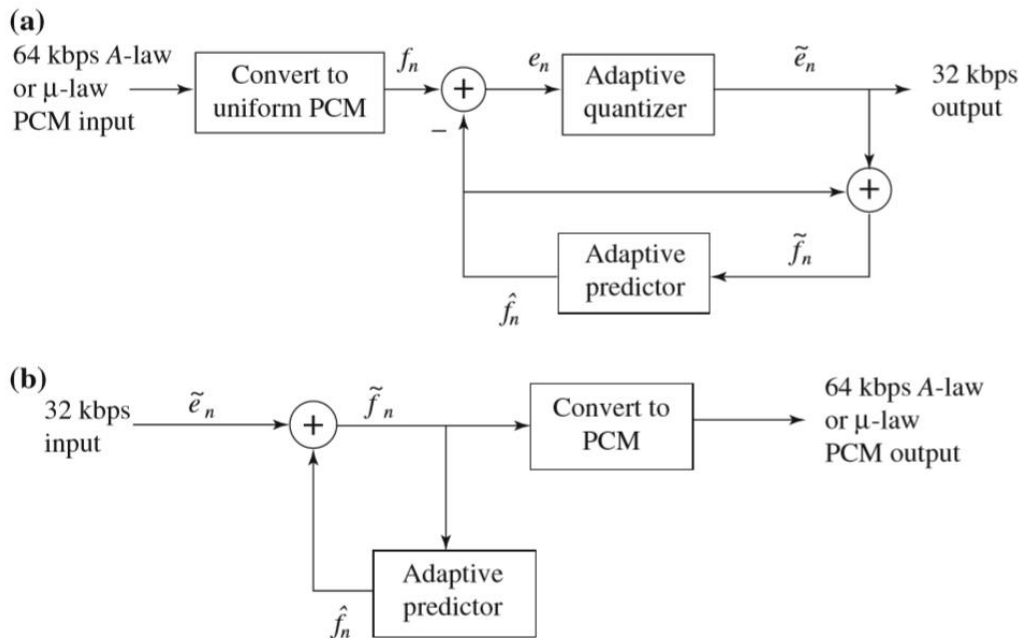 (a)
64 kbps A-law
or μ-law
PCM input
Convert to
uniform PCM
fₙ
+
−
eₙ
Adaptive
quantizer
ẽₙ
32 kbps
output
+
f̃ₙ
Adaptive
predictor
f̂ₙ
(b)
32 kbps
input
ẽₙ
+
f̃ₙ
Convert to
PCM
64 kbps A-law
or μ-law
PCM output
Adaptive
predictor
f̂ₙ